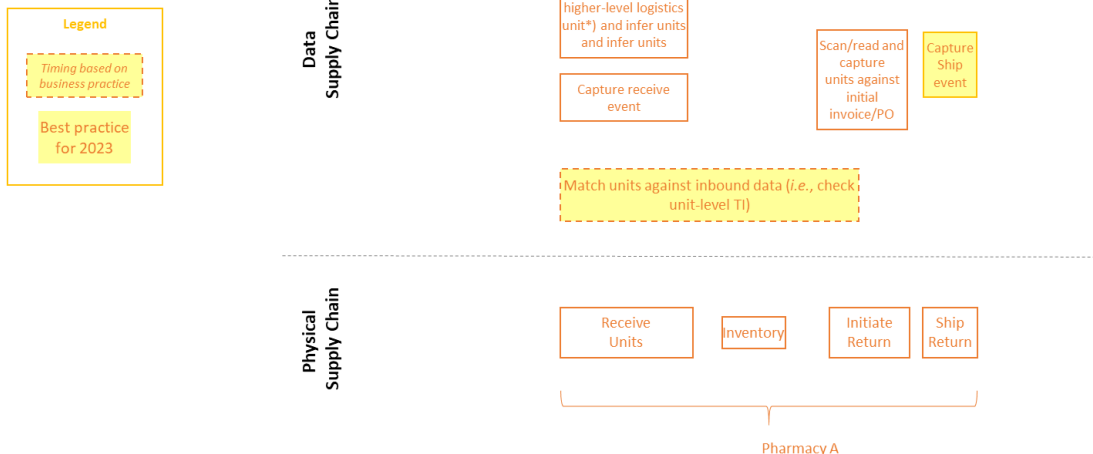 Legend
Timing based on
business practice
Best practice
for 2023
Data
Supply Chain
higher-level logistics
unit*) and infer units
and infer units
Capture receive
event
Scan/read and
capture
units against
initial
invoice/PO
Capture
Ship
event
Match units against inbound data (i.e., check
unit-level TI)
Physical
Supply Chain
Receive
Units
Inventory
Initiate
Return
Ship
Return
Pharmacy A